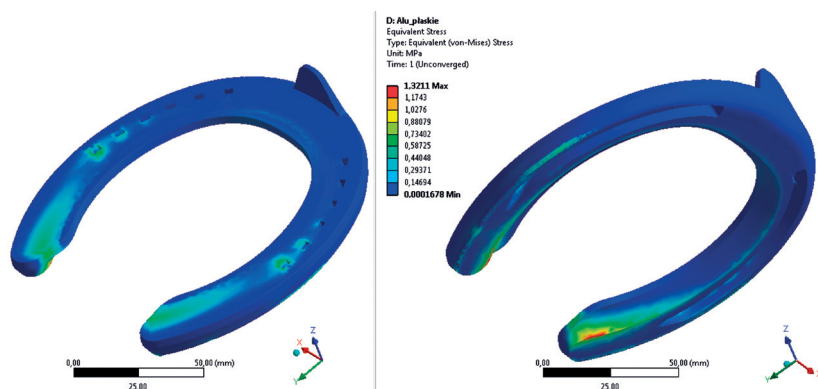 D: Alu_plaskie
Equivalent Stress
Type: Equivalent (von-Mises) Stress
Unit: MPa
Time: 1 (Unconverged)
1,3211 Max
1,1743
1,0276
0,88079
0,73402
0,58725
0,44048
0,29371
0,14694
0.0001678 Min
X
Z
Y
0,00
50,00 (mm)
25,00
0,00
50,00 (mm)
25,00
Z
Y